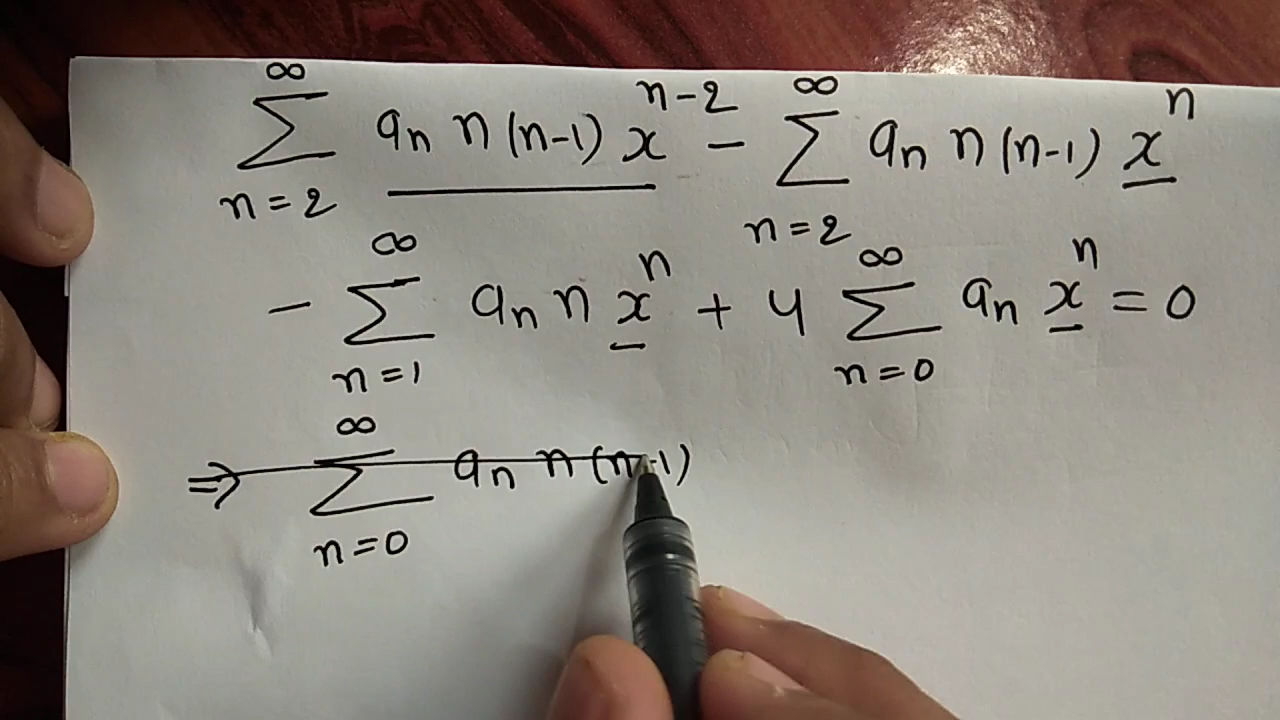 ∞ ∑ n=2 aₙ n(n-1) xⁿ⁻² - ∞ ∑ n=2 aₙ n(n-1) xⁿ
- ∞ ∑ n=1 aₙ n xⁿ + 4 ∞ ∑ n=0 aₙ xⁿ = 0
⇒ ∞ ∑ n=0 aₙ n(n-1)